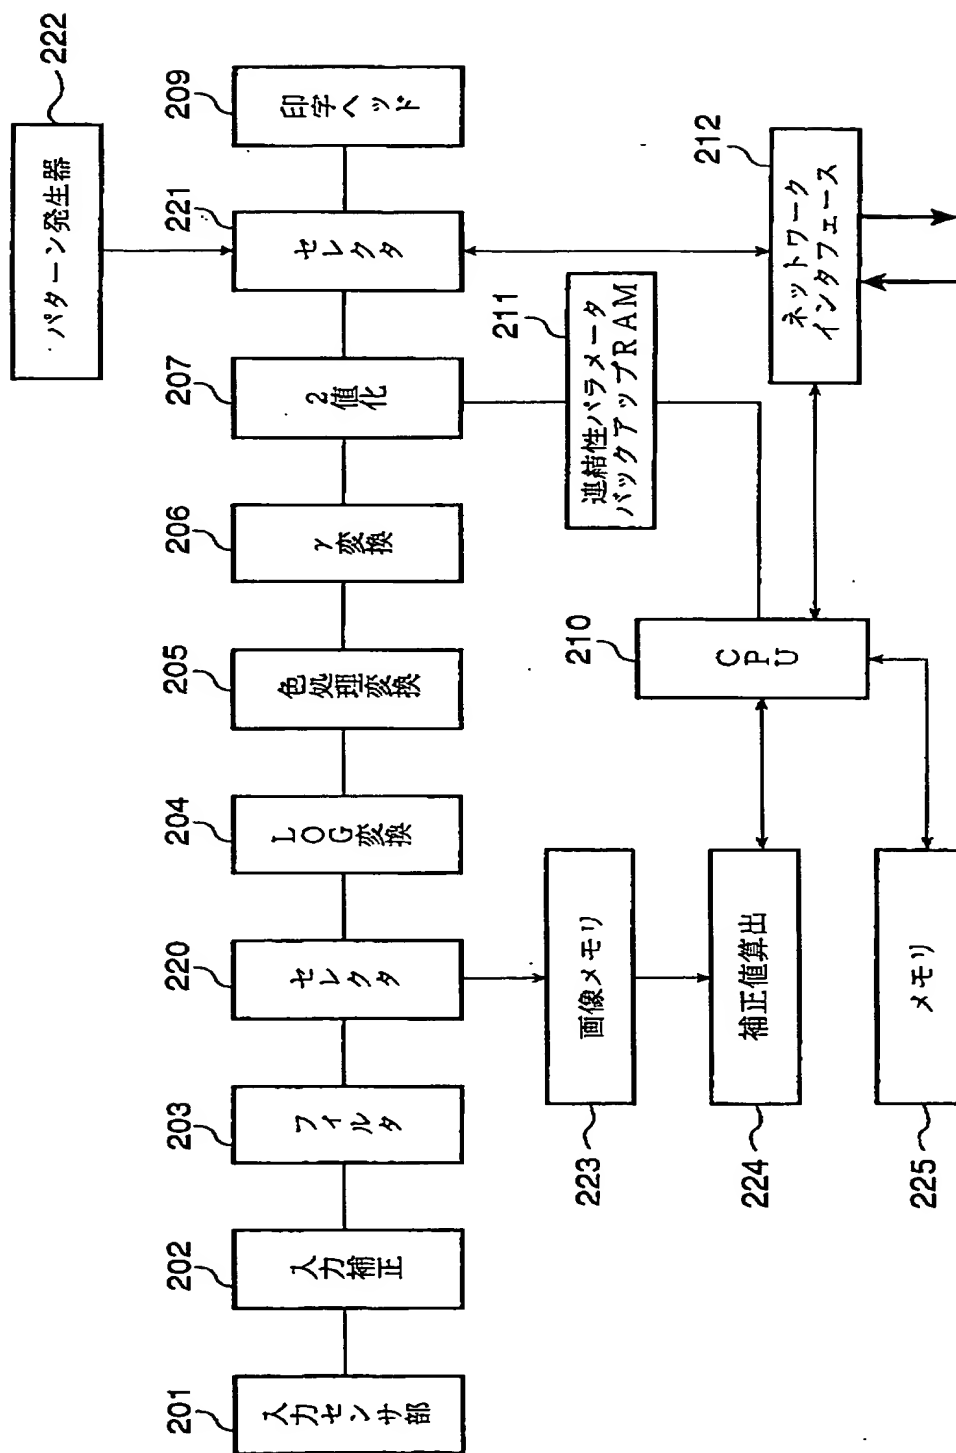 222
パターン発生器
201
入力センサ部
202
入力補正
203
フィルタ
220
セレクタ
204
LOG変換
205
色処理変換
206
γ変換
207
2値化
221
セレクタ
209
印字ヘッド
223
画像メモリ
224
補正値算出
225
メモリ
210
CPU
211
連結性パラメータ
バックアップRAM
212
ネットワーク
インタフェース